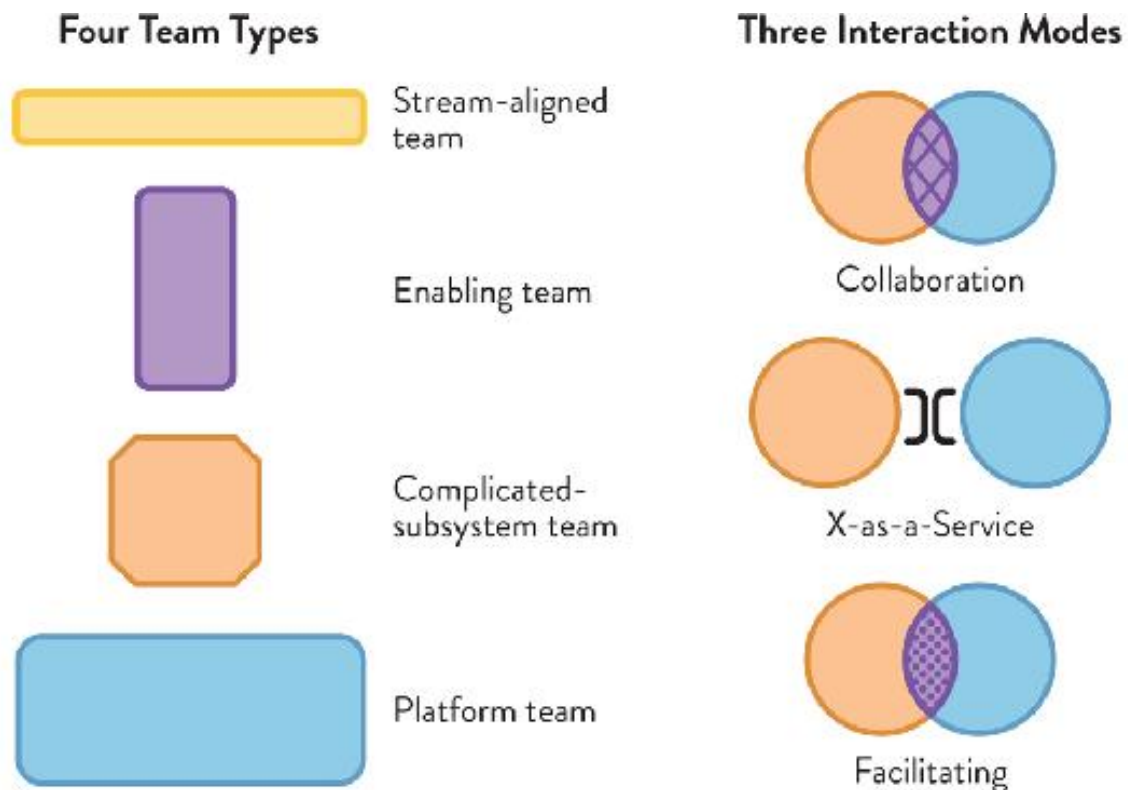 Four Team Types
Stream-aligned
team
Enabling team
Complicated-
subsystem team
Platform team
Three Interaction Modes
Collaboration
X-as-a-Service
Facilitating